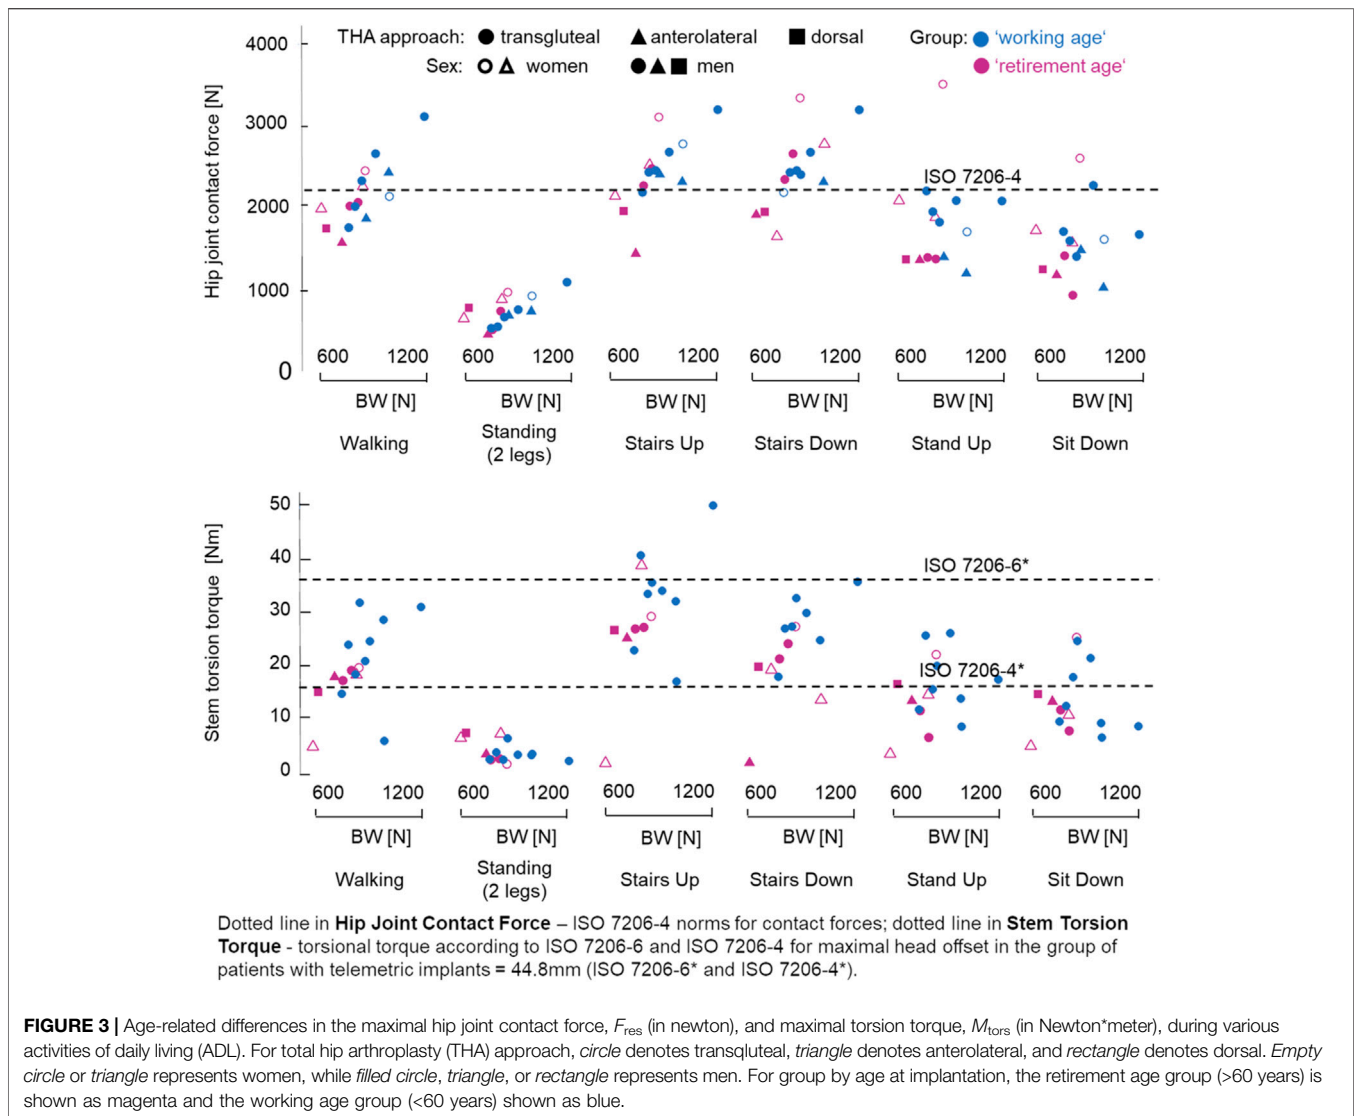 THA approach: transgluteal anterolateral dorsal Group: 'working age'
Sex: women men 'retirement age'
Hip joint contact force [N]
4000
3000
2000
1000
0
ISO 7206-4
600 1200 600 1200 600 1200 600 1200 600 1200 600 1200
BW [N] BW [N] BW [N] BW [N] BW [N] BW [N]
Walking Standing (2 legs) Stairs Up Stairs Down Stand Up Sit Down
Stem torsion torque [Nm]
50
40
30
20
10
0
ISO 7206-6*
ISO 7206-4*
600 1200 600 1200 600 1200 600 1200 600 1200 600 1200
BW [N] BW [N] BW [N] BW [N] BW [N] BW [N]
Walking Standing (2 legs) Stairs Up Stairs Down Stand Up Sit Down
Dotted line in Hip Joint Contact Force – ISO 7206-4 norms for contact forces; dotted line in Stem Torsion
Torque - torsional torque according to ISO 7206-6 and ISO 7206-4 for maximal head offset in the group of
patients with telemetric implants = 44.8mm (ISO 7206-6* and ISO 7206-4*).
FIGURE 3 | Age-related differences in the maximal hip joint contact force, Fres (in newton), and maximal torsion torque, Mtors (in Newton*meter), during various
activities of daily living (ADL). For total hip arthroplasty (THA) approach, circle denotes transqluteal, triangle denotes anterolateral, and rectangle denotes dorsal. Empty
circle or triangle represents women, while filled circle, triangle, or rectangle represents men. For group by age at implantation, the retirement age group (>60 years) is
shown as magenta and the working age group (<60 years) shown as blue.